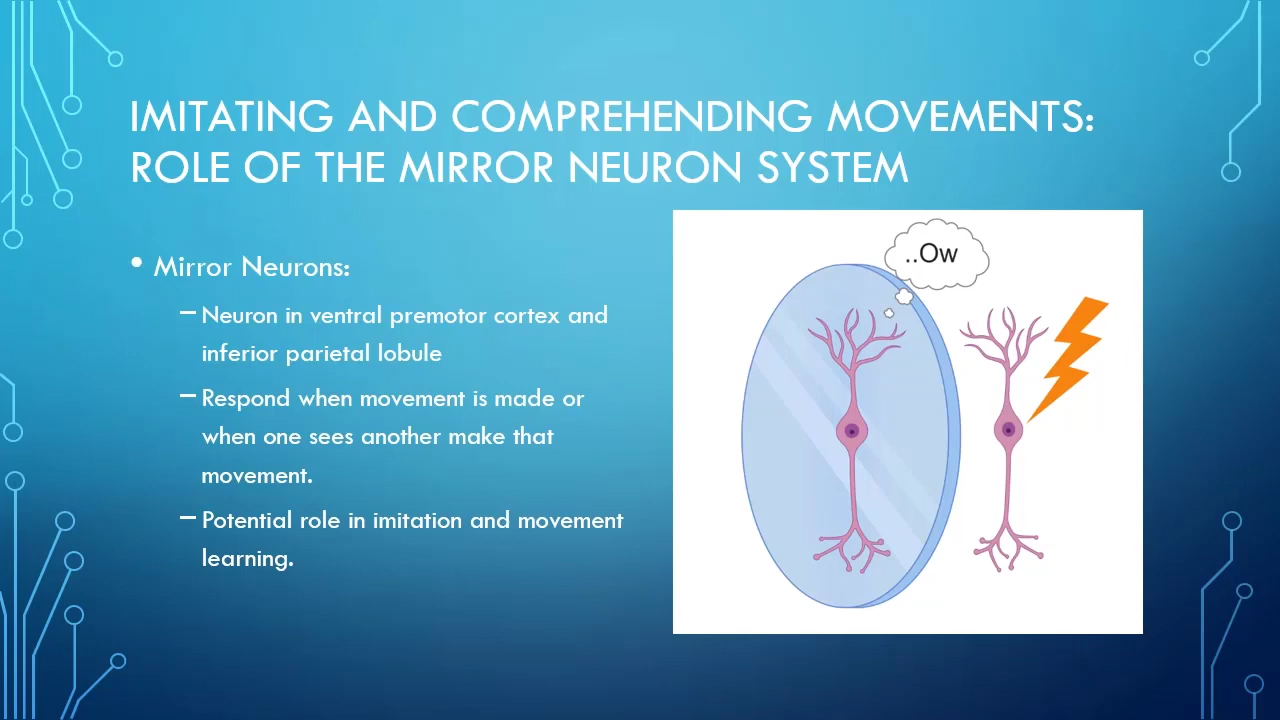 IMITATING AND COMPREHENDING MOVEMENTS:
ROLE OF THE MIRROR NEURON SYSTEM
• Mirror Neurons:
– Neuron in ventral premotor cortex and
inferior parietal lobule
– Respond when movement is made or
when one sees another make that
movement.
– Potential role in imitation and movement
learning.
..Ow